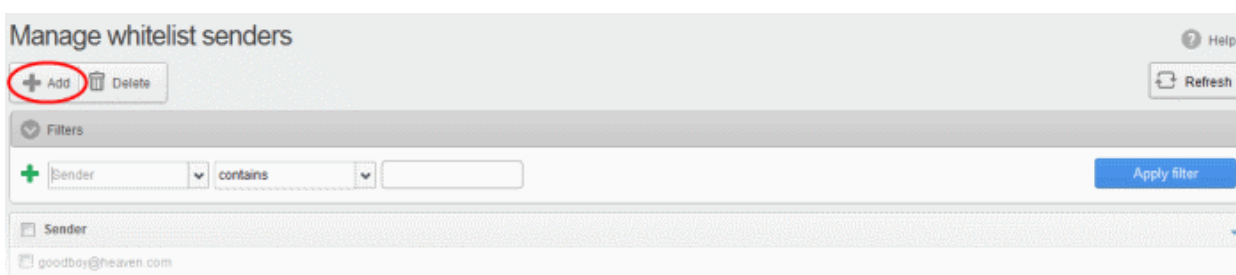 Manage whitelist senders
Help
Add Delete
Refresh
Filters
Sender contains
Apply filter
Sender
goodboy@heaven.com